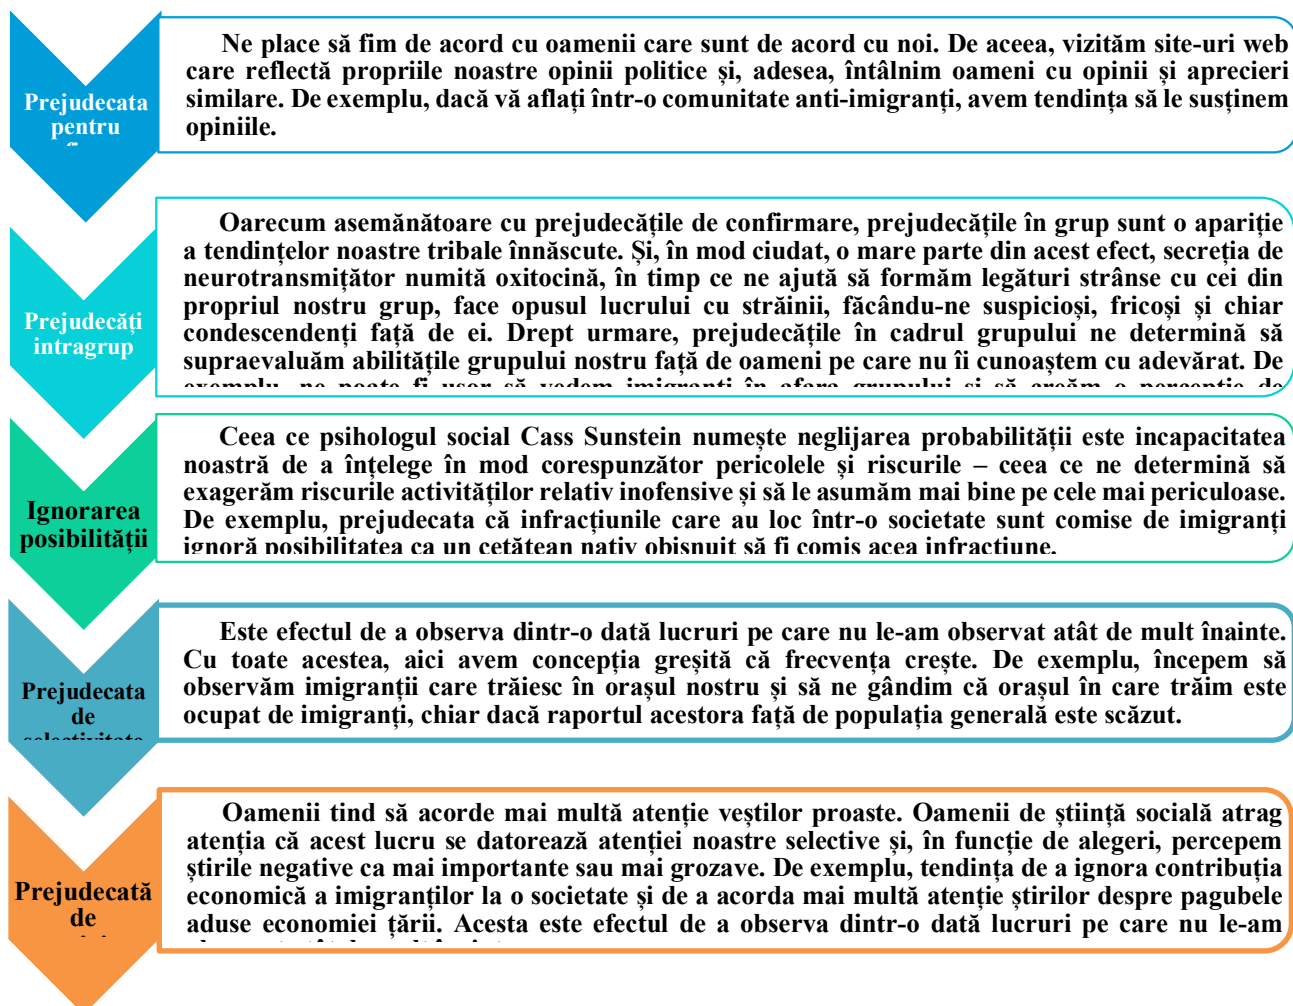 Prejudecata
pentru
Ne place să fim de acord cu oamenii care sunt de acord cu noi. De aceea, vizităm site-uri web
care reflectă propriile noastre opinii politice și, adesea, întâlnim oameni cu opinii și aprecieri
similare. De exemplu, dacă vă aflați într-o comunitate anti-imigranți, avem tendința să le susținem
opiniile.
Prejudecăți
intragrup
Oarecum asemănătoare cu prejudecățile de confirmare, prejudecățile în grup sunt o apariție
a tendințelor noastre tribale înnăscute. Și, în mod ciudat, o mare parte din acest efect, secreția de
neurotransmițător numită oxitocină, în timp ce ne ajută să formăm legături strânse cu cei din
propriul nostru grup, face opusul lucrului cu străinii, făcându-ne suspicioși, fricoși și chiar
condescendenți față de ei. Drept urmare, prejudecățile în cadrul grupului ne determină să
supraevaluăm abilitățile grupului nostru față de oameni pe care nu îi cunoaștem cu adevărat. De
exemplu, ne poate fi ușor să vedem imigranți în afara grupului și să creăm o percepție de
Ignorarea
posibilității
Ceea ce psihologul social Cass Sunstein numește neglijarea probabilității este incapacitatea
noastră de a înțelege în mod corespunzător pericolele și riscurile – ceea ce ne determină să
exagerăm riscurile activităților relativ inofensive și să le asumăm mai bine pe cele mai periculoase.
De exemplu, prejudecata că infracțiunile care au loc într-o societate sunt comise de imigranți
ignoră posibilitatea ca un cetățean nativ obișnuit să fi comis acea infracțiune.
Prejudecata
de
selectivitate
Este efectul de a observa dintr-o dată lucruri pe care nu le-am observat atât de mult înainte.
Cu toate acestea, aici avem concepția greșită că frecvența crește. De exemplu, începem să
observăm imigranții care trăiesc în orașul nostru și să ne gândim că orașul în care trăim este
ocupat de imigranți, chiar dacă raportul acestora față de populația generală este scăzut.
Prejudecată
de
Oamenii tind să acorde mai multă atenție veștilor proaste. Oamenii de știință socială atrag
atenția că acest lucru se datorează atenției noastre selective și, în funcție de alegeri, percepem
știrile negative ca mai importante sau mai grozave. De exemplu, tendința de a ignora contribuția
economică a imigranților la o societate și de a acorda mai multă atenție știrilor despre pagubele
aduse economiei țării. Acesta este efectul de a observa dintr-o dată lucruri pe care nu le-am